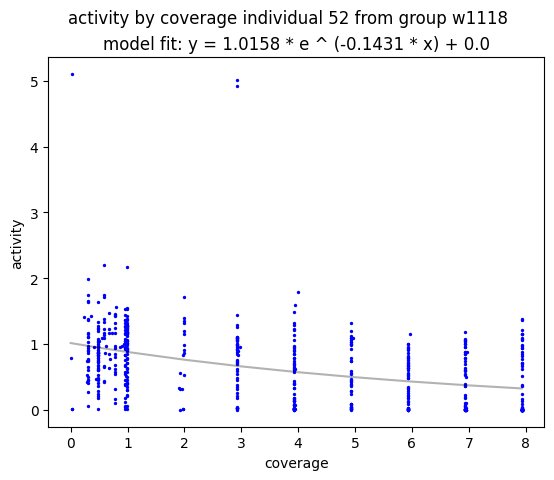 activity by coverage individual 52 from group w1118
model fit: y = 1.0158 * e ^ (-0.1431 * x) + 0.0
activity
5
4
3
2
1
0
0 1 2 3 4 5 6 7 8
coverage